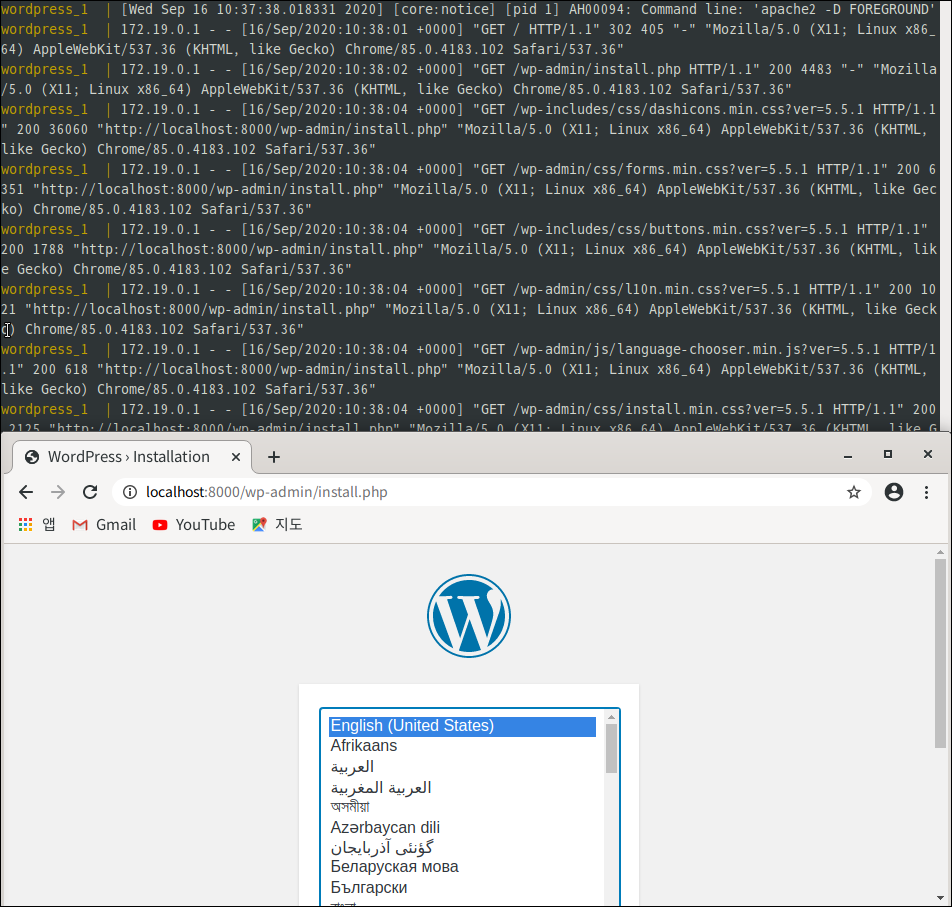 wordpress_1  | [Wed Sep 16 10:37:38.018331 2020] [core:notice] [pid 1] AH00094: Command line: 'apache2 -D FOREGROUND'
wordpress_1  | 172.19.0.1 - - [16/Sep/2020:10:38:01 +0000] "GET / HTTP/1.1" 302 405 "-" "Mozilla/5.0 (X11; Linux x86_
64) AppleWebKit/537.36 (KHTML, like Gecko) Chrome/85.0.4183.102 Safari/537.36"
wordpress_1  | 172.19.0.1 - - [16/Sep/2020:10:38:02 +0000] "GET /wp-admin/install.php HTTP/1.1" 200 4483 "-" "Mozilla
/5.0 (X11; Linux x86_64) AppleWebKit/537.36 (KHTML, like Gecko) Chrome/85.0.4183.102 Safari/537.36"
wordpress_1  | 172.19.0.1 - - [16/Sep/2020:10:38:04 +0000] "GET /wp-includes/css/dashicons.min.css?ver=5.5.1 HTTP/1.1
" 200 36060 "http://localhost:8000/wp-admin/install.php" "Mozilla/5.0 (X11; Linux x86_64) AppleWebKit/537.36 (KHTML,
like Gecko) Chrome/85.0.4183.102 Safari/537.36"
wordpress_1  | 172.19.0.1 - - [16/Sep/2020:10:38:04 +0000] "GET /wp-admin/css/forms.min.css?ver=5.5.1 HTTP/1.1" 200 6
351 "http://localhost:8000/wp-admin/install.php" "Mozilla/5.0 (X11; Linux x86_64) AppleWebKit/537.36 (KHTML, like Gec
ko) Chrome/85.0.4183.102 Safari/537.36"
wordpress_1  | 172.19.0.1 - - [16/Sep/2020:10:38:04 +0000] "GET /wp-includes/css/buttons.min.css?ver=5.5.1 HTTP/1.1"
200 1788 "http://localhost:8000/wp-admin/install.php" "Mozilla/5.0 (X11; Linux x86_64) AppleWebKit/537.36 (KHTML, lik
e Gecko) Chrome/85.0.4183.102 Safari/537.36"
wordpress_1  | 172.19.0.1 - - [16/Sep/2020:10:38:04 +0000] "GET /wp-admin/css/l10n.min.css?ver=5.5.1 HTTP/1.1" 200 10
21 "http://localhost:8000/wp-admin/install.php" "Mozilla/5.0 (X11; Linux x86_64) AppleWebKit/537.36 (KHTML, like Geck
o) Chrome/85.0.4183.102 Safari/537.36"
wordpress_1  | 172.19.0.1 - - [16/Sep/2020:10:38:04 +0000] "GET /wp-admin/js/language-chooser.min.js?ver=5.5.1 HTTP/1
.1" 200 618 "http://localhost:8000/wp-admin/install.php" "Mozilla/5.0 (X11; Linux x86_64) AppleWebKit/537.36 (KHTML,
like Gecko) Chrome/85.0.4183.102 Safari/537.36"
wordpress_1  | 172.19.0.1 - - [16/Sep/2020:10:38:04 +0000] "GET /wp-admin/css/install.min.css?ver=5.5.1 HTTP/1.1" 200
2125 "http://localhost:8000/wp-admin/install.php" "Mozilla/5.0 (X11; Linux x86_64) AppleWebKit/537.36 (KHTML, like G
WordPress › Installation
localhost:8000/wp-admin/install.php
앱 Gmail YouTube 지도
English (United States)
Afrikaans
العربية
العربية المغربية
অসমীয়া
Azərbaycan dili
گؤنئی آذربایجان
Беларуская мова
Български
বাংলা